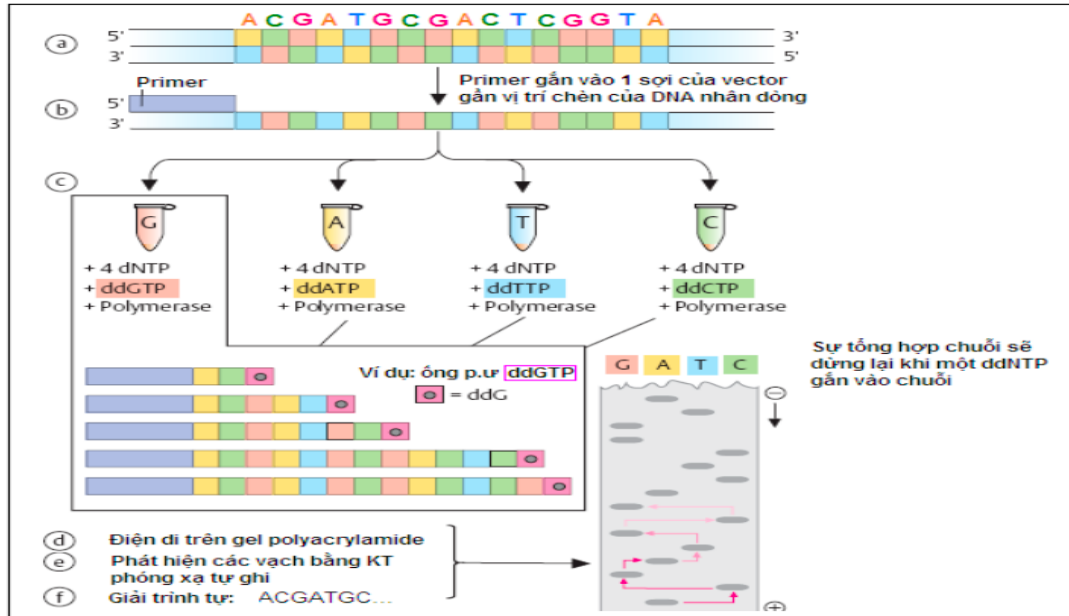 A C G A T G C G A C T C G G T A
a 5' 3'
3' 5'
Primer
Primer gắn vào 1 sợi của vector
gần vị trí chèn của DNA nhân dòng
b 5'
3'
c
G A T C
+ 4 dNTP + 4 dNTP + 4 dNTP + 4 dNTP
+ ddGTP + ddATP + ddTTP + ddCTP
+ Polymerase + Polymerase + Polymerase + Polymerase
Ví dụ: ống p.ư ddGTP
= ddG
G A T C
Sự tổng hợp chuỗi sẽ
dừng lại khi một ddNTP
gắn vào chuỗi
−
+
d Điện di trên gel polyacrylamide
e Phát hiện các vạch bằng KT
phóng xạ tự ghi
f Giải trình tự: ACGATGC...